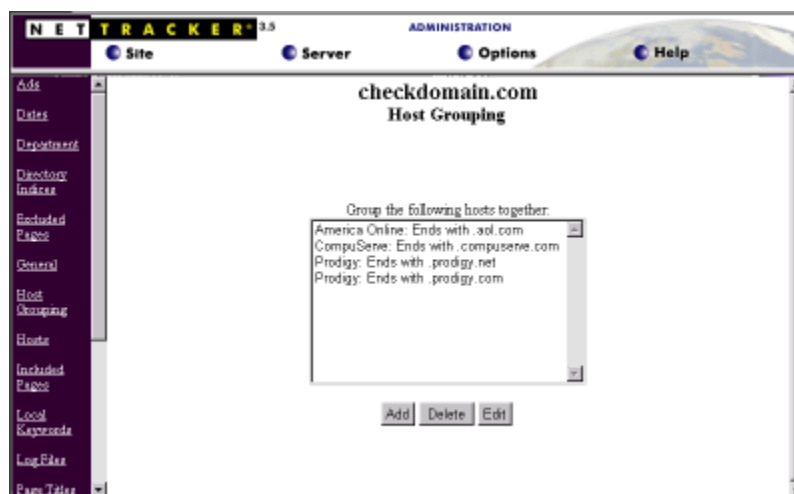 NET TRACKER® 3.5
ADMINISTRATION
Site
Server
Options
Help
Ads
Dates
Department
Directory
Indices
Excluded
Pages
General
Host
Grouping
Hosts
Included
Pages
Local
Keywords
Log Files
Page Titles
checkdomain.com
Host Grouping
Group the following hosts together:
America Online: Ends with .aol.com
CompuServe: Ends with .compuserve.com
Prodigy: Ends with .prodigy.net
Prodigy: Ends with .prodigy.com
Add Delete Edit